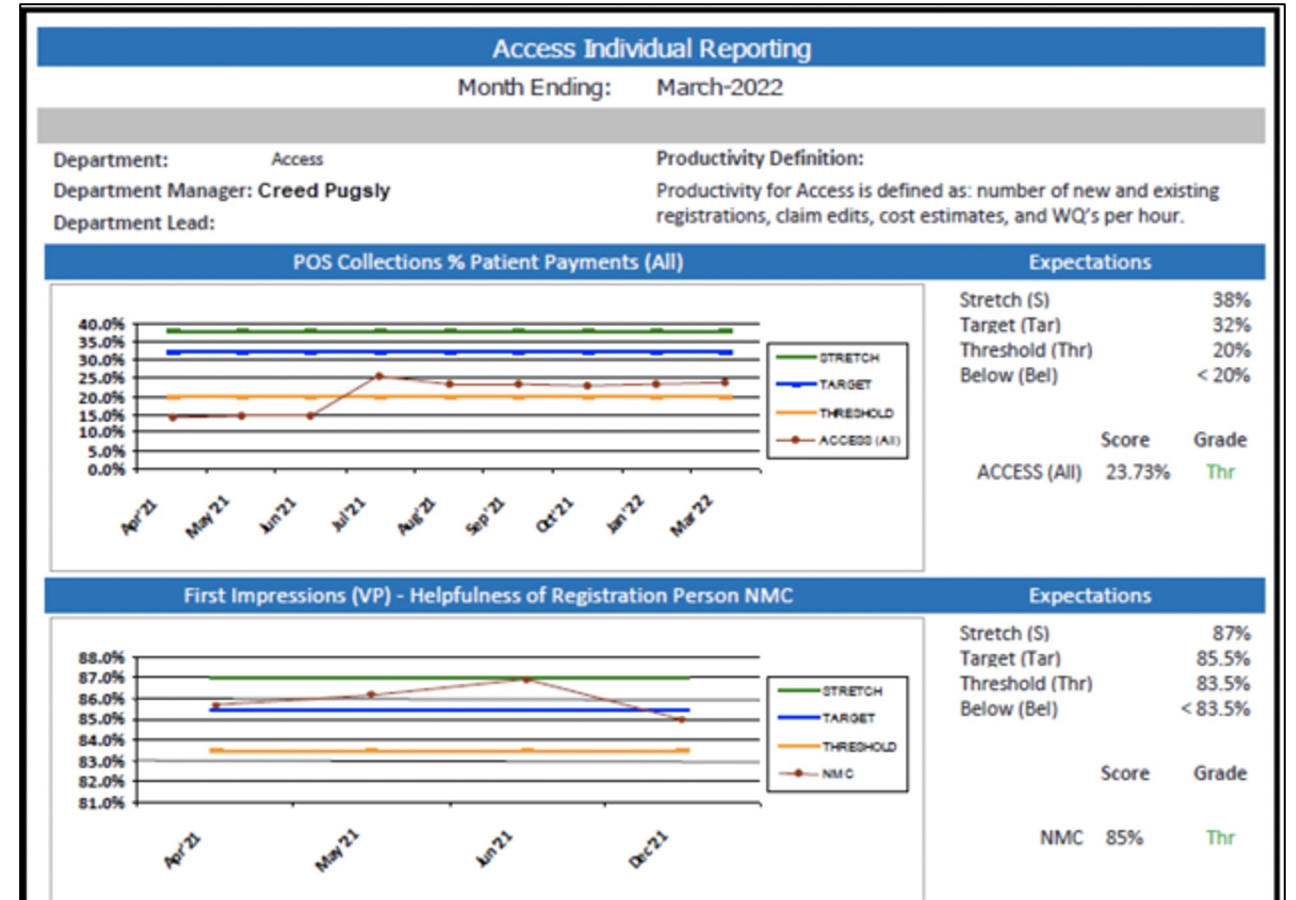 Access Individual Reporting
Month Ending: March-2022
Department: Access
Department Manager: Creed Pugsly
Department Lead:
Productivity Definition:
Productivity for Access is defined as: number of new and existing
registrations, claim edits, cost estimates, and WQ's per hour.
POS Collections % Patient Payments (All)
Expectations
40.0%
35.0%
30.0%
25.0%
20.0%
15.0%
10.0%
5.0%
0.0%
Apr'21 May'21 Jun'21 Jul'21 Aug'21 Sep'21 Oct'21 Jan'22 Mar'22
STRETCH
TARGET
THRESHOLD
ACCESS (All)
Stretch (S) 38%
Target (Tar) 32%
Threshold (Thr) 20%
Below (Bel) < 20%
Score Grade
ACCESS (All) 23.73% Thr
First Impressions (VP) - Helpfulness of Registration Person NMC
Expectations
88.0%
87.0%
86.0%
85.0%
84.0%
83.0%
82.0%
81.0%
Apr'21 May'21 Jun'21 Dec'21
STRETCH
TARGET
THRESHOLD
NMC
Stretch (S) 87%
Target (Tar) 85.5%
Threshold (Thr) 83.5%
Below (Bel) < 83.5%
Score Grade
NMC 85% Thr